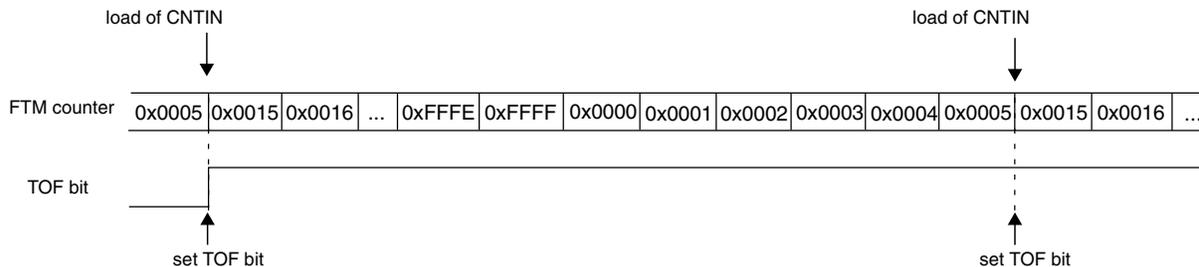 load of CNTIN load of CNTIN
FTM counter 0x0005 0x0015 0x0016 ... 0xFFFE 0xFFFF 0x0000 0x0001 0x0002 0x0003 0x0004 0x0005 0x0015 0x0016 ...
TOF bit
set TOF bit set TOF bit